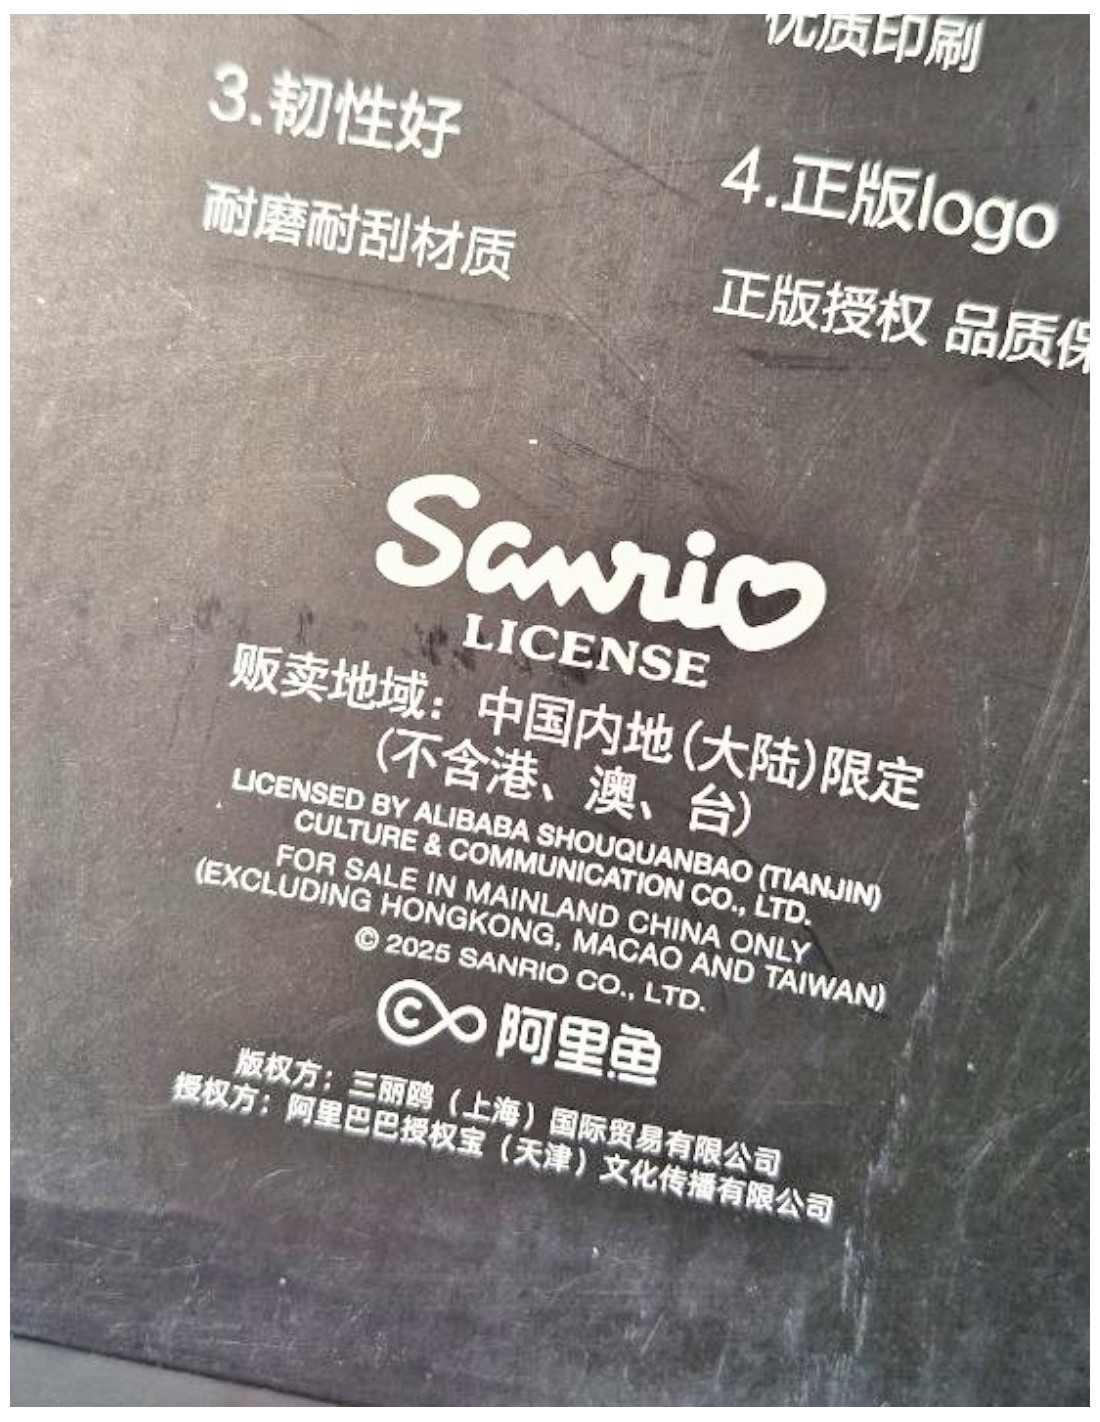 优质印刷
3.韧性好
耐磨耐刮材质
4.正版logo
正版授权 品质保
Sanrio
LICENSE
贩卖地域：中国内地(大陆)限定
(不含港、澳、台)
LICENSED BY ALIBABA SHOUQUANBAO (TIANJIN)
CULTURE & COMMUNICATION CO., LTD.
FOR SALE IN MAINLAND CHINA ONLY
(EXCLUDING HONGKONG, MACAO AND TAIWAN)
© 2025 SANRIO CO., LTD.
阿里鱼
版权方：三丽鸥（上海）国际贸易有限公司
授权方：阿里巴巴授权宝（天津）文化传播有限公司